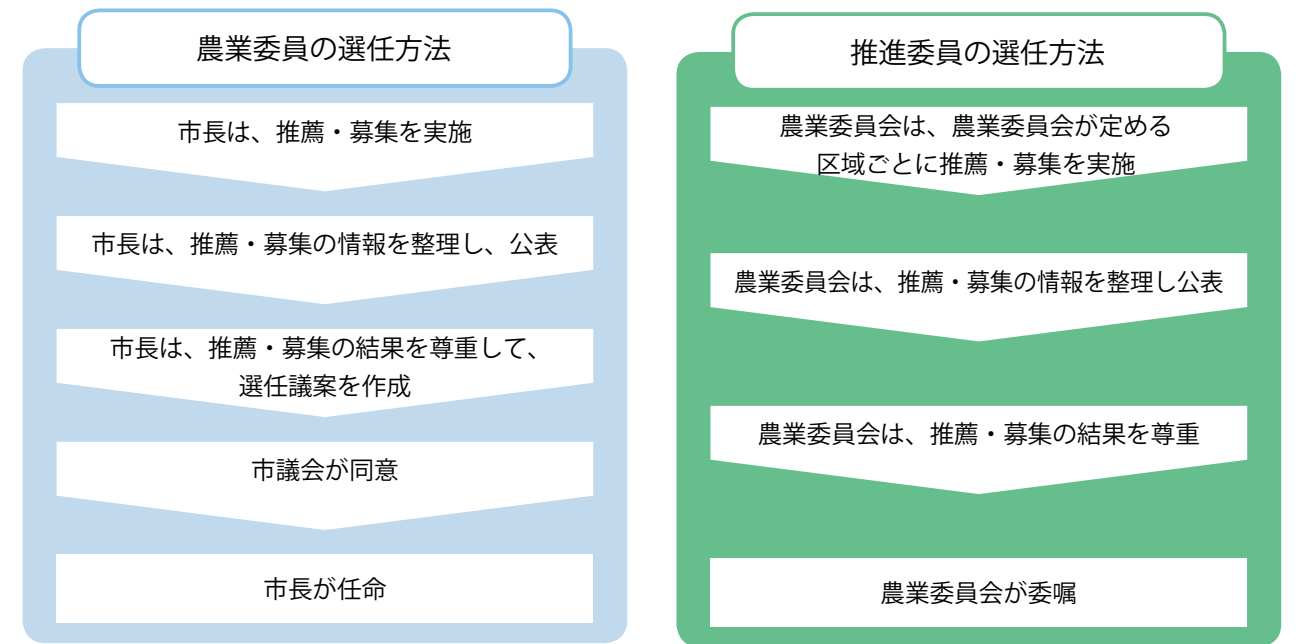 農業委員の選任方法
市長は、推薦・募集を実施
市長は、推薦・募集の情報を整理し、公表
市長は、推薦・募集の結果を尊重して、
選任議案を作成
市議会が同意
市長が任命
推進委員の選任方法
農業委員会は、農業委員会が定める
区域ごとに推薦・募集を実施
農業委員会は、推薦・募集の情報を整理し公表
農業委員会は、推薦・募集の結果を尊重
農業委員会が委嘱